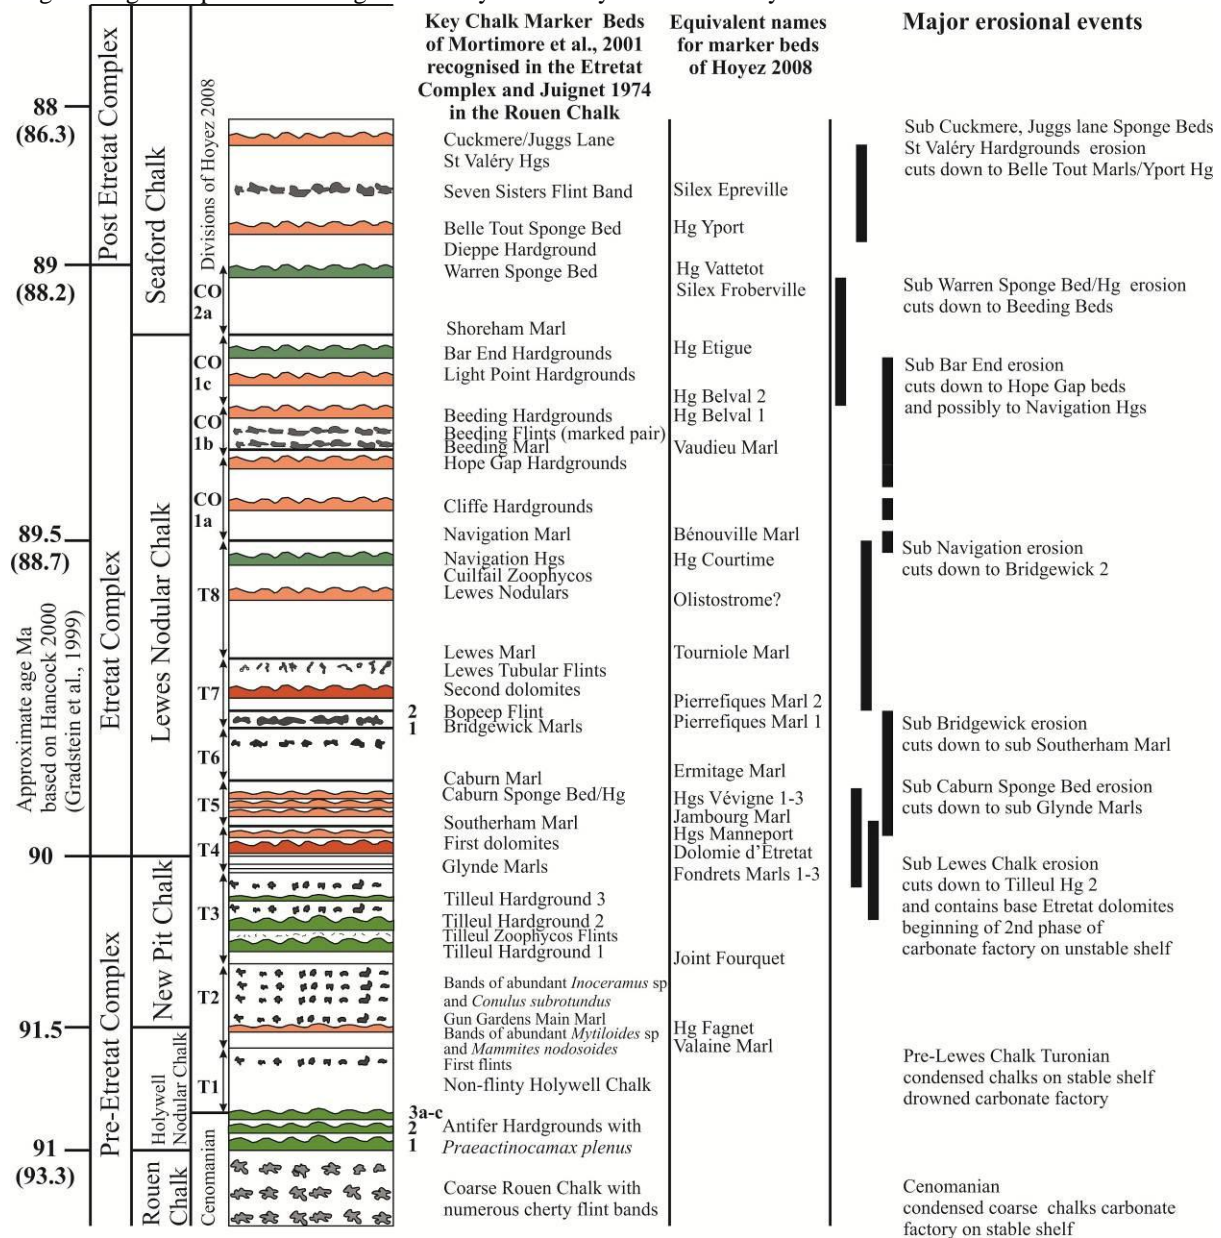 Key Chalk Marker Beds
of Mortimore et al., 2001
recognised in the Etretat
Complex and Juignet 1974
in the Rouen Chalk
Equivalent names
for marker beds
of Hoyez 2008
Major erosional events
88
(86.3)
89
(88.2)
89.5
(88.7)
90
91.5
91
(93.3)
Approximate age Ma
based on Hancock 2000
(Gradstein et al., 1999)
Post Etretat Complex
Etretat Complex
Pre-Etretat Complex
Seaford Chalk
Lewes Nodular Chalk
New Pit Chalk
Holywell
Nodular Chalk
Rouen
Chalk
Divisions of Hoyez 2008
CO
2a
CO
1c
CO
1b
CO
1a
T8
T7
T6
T5
T4
T3
T2
T1
Cenomanian
Cuckmere/Juggs Lane
St Valéry Hgs
Seven Sisters Flint Band
Belle Tout Sponge Bed
Dieppe Hardground
Warren Sponge Bed
Shoreham Marl
Bar End Hardgrounds
Light Point Hardgrounds
Beeding Hardgrounds
Beeding Flints (marked pair)
Beeding Marl
Hope Gap Hardgrounds
Cliffe Hardgrounds
Navigation Marl
Navigation Hgs
Cuilfail Zoophycos
Lewes Nodulars
Lewes Marl
Lewes Tubular Flints
Second dolomites
2 Bopeep Flint
1 Bridgewick Marls
Caburn Marl
Caburn Sponge Bed/Hg
Southerham Marl
First dolomites
Glynde Marls
Tilleul Hardground 3
Tilleul Hardground 2
Tilleul Zoophycos Flints
Tilleul Hardground 1
Bands of abundant Inoceramus sp
and Conulus subrotundus
Gun Gardens Main Marl
Bands of abundant Mytiloides sp
and Mammites nodosoides
First flints
Non-flinty Holywell Chalk
3a-c
2 Antifer Hardgrounds with
1 Praeactinocamax plenus
Coarse Rouen Chalk with
numerous cherty flint bands
Silex Epreville
Hg Yport
Hg Vattetot
Silex Froberville
Hg Etigue
Hg Belval 2
Hg Belval 1
Vaudieu Marl
Bénouville Marl
Hg Courtime
Olistostrome?
Tourniole Marl
Pierrefiques Marl 2
Pierrefiques Marl 1
Ermitage Marl
Hgs Vévigne 1-3
Jambourg Marl
Hgs Manneport
Dolomie d'Etretat
Fondrets Marls 1-3
Joint Fourquet
Hg Fagnet
Valaine Marl
Sub Cuckmere, Juggs lane Sponge Beds
St Valéry Hardgrounds erosion
cuts down to Belle Tout Marls/Yport Hg
Sub Warren Sponge Bed/Hg erosion
cuts down to Beeding Beds
Sub Bar End erosion
cuts down to Hope Gap beds
and possibly to Navigation Hgs
Sub Navigation erosion
cuts down to Bridgewick 2
Sub Bridgewick erosion
cuts down to sub Southerham Marl
Sub Caburn Sponge Bed erosion
cuts down to sub Glynde Marls
Sub Lewes Chalk erosion
cuts down to Tilleul Hg 2
and contains base Etretat dolomites
beginning of 2nd phase of
carbonate factory on unstable shelf
Pre-Lewes Chalk Turonian
condensed chalks on stable shelf
drowned carbonate factory
Cenomanian
condensed coarse chalks carbonate
factory on stable shelf